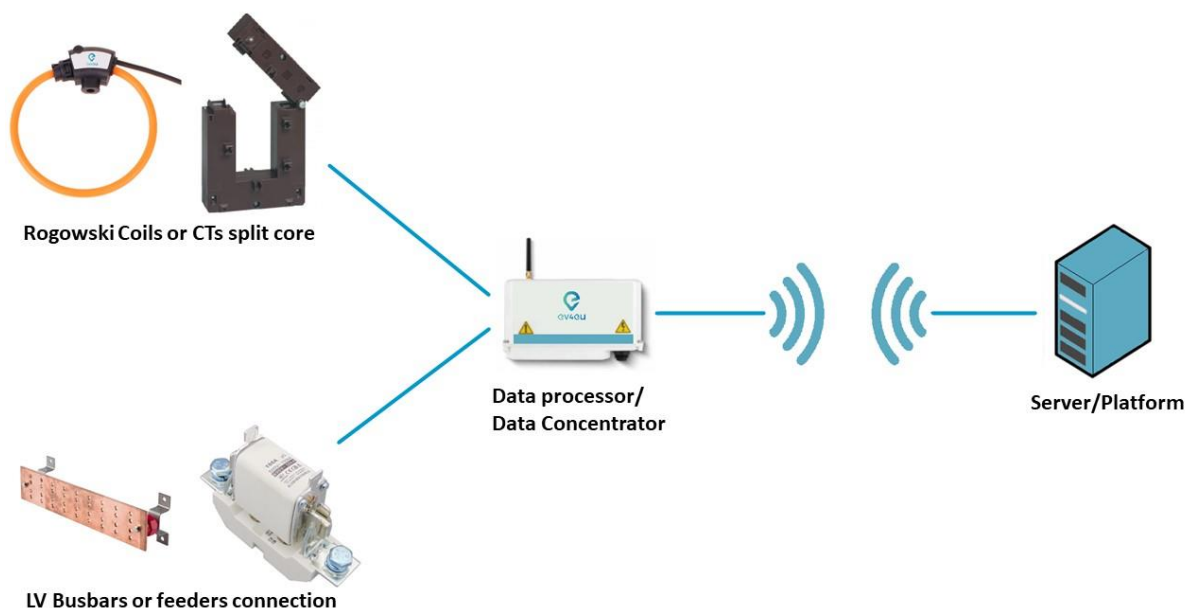 Rogowski Coils or CTs split core
ev4eu
Data processor/
Data Concentrator
Server/Platform
LV Busbars or feeders connection